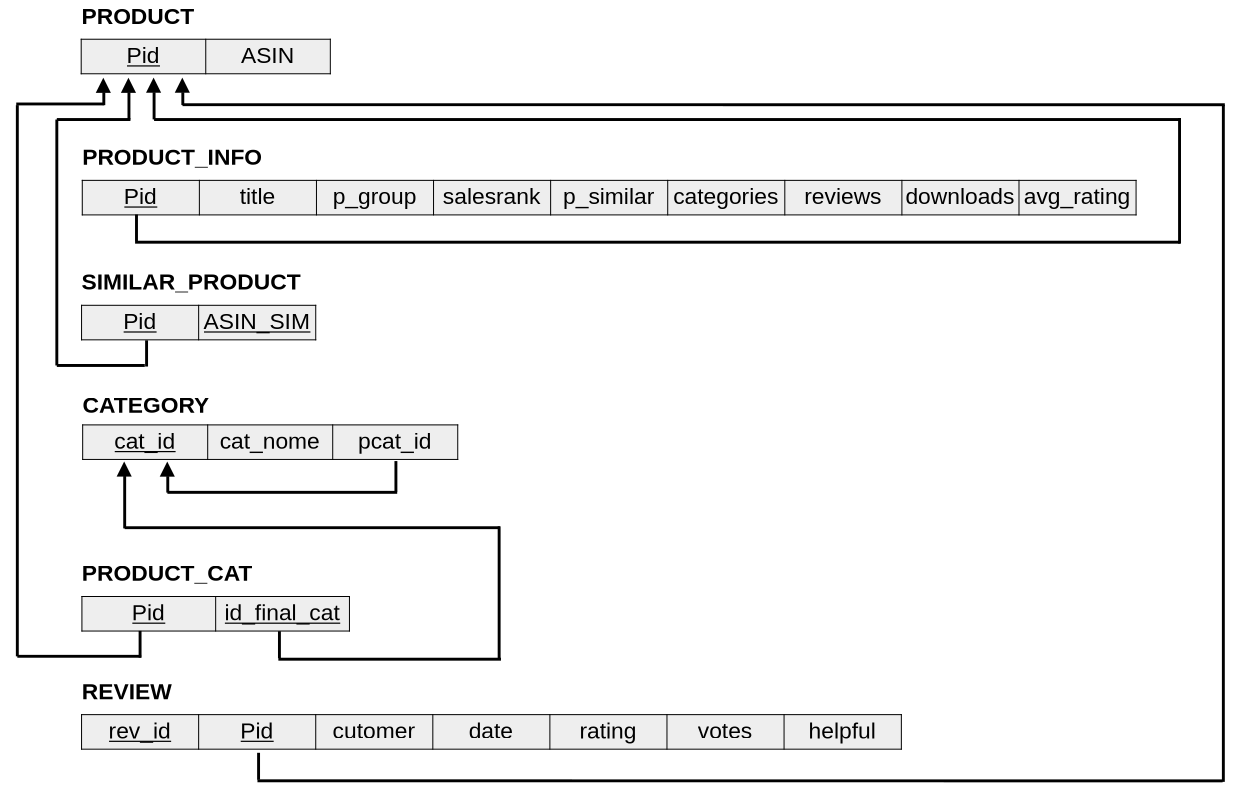 PRODUCT
Pid ASIN
PRODUCT_INFO
Pid title p_group salesrank p_similar categories reviews downloads avg_rating
SIMILAR_PRODUCT
Pid ASIN_SIM
CATEGORY
cat_id cat_nome pcat_id
PRODUCT_CAT
Pid id_final_cat
REVIEW
rev_id Pid cutomer date rating votes helpful